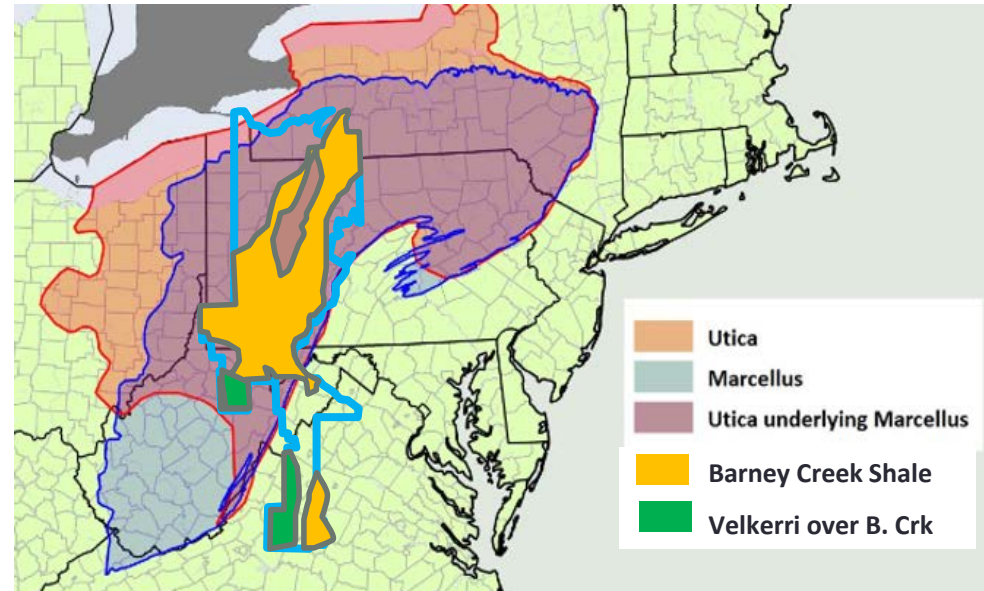 Utica
Marcellus
Utica underlying Marcellus
Barney Creek Shale
Velkerri over B. Crk